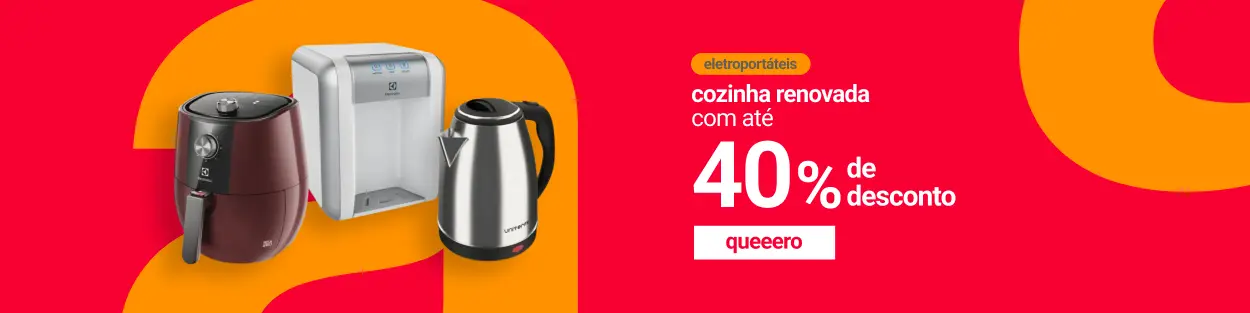 eletroportáteis
cozinha renovada
com até
40% de
desconto
queeero